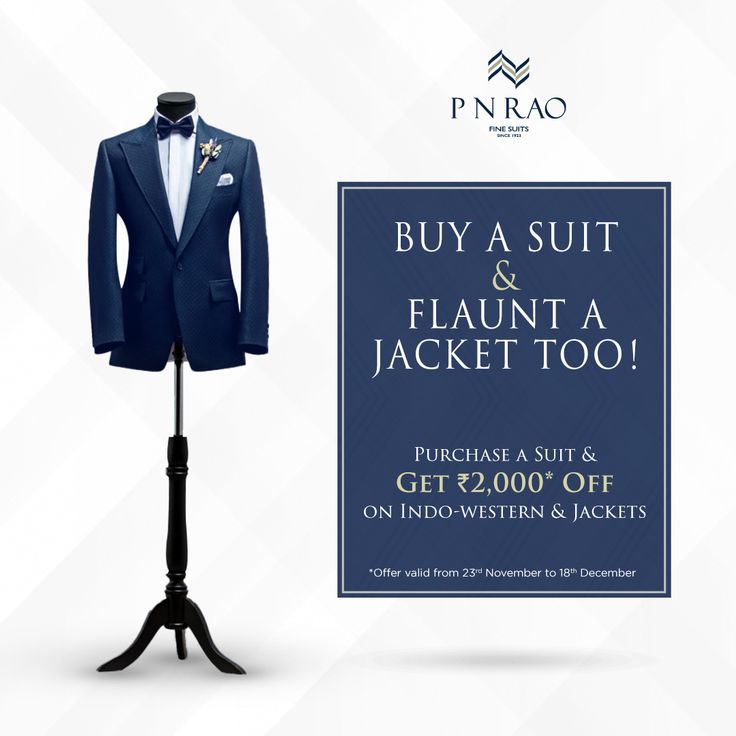 P N RAO
FINE SUITS
SINCE 1923
BUY A SUIT
&
FLAUNT A
JACKET TOO!
PURCHASE A SUIT &
GET ₹2,000* OFF
ON INDO-WESTERN & JACKETS
*Offer valid from 23rd November to 18th December